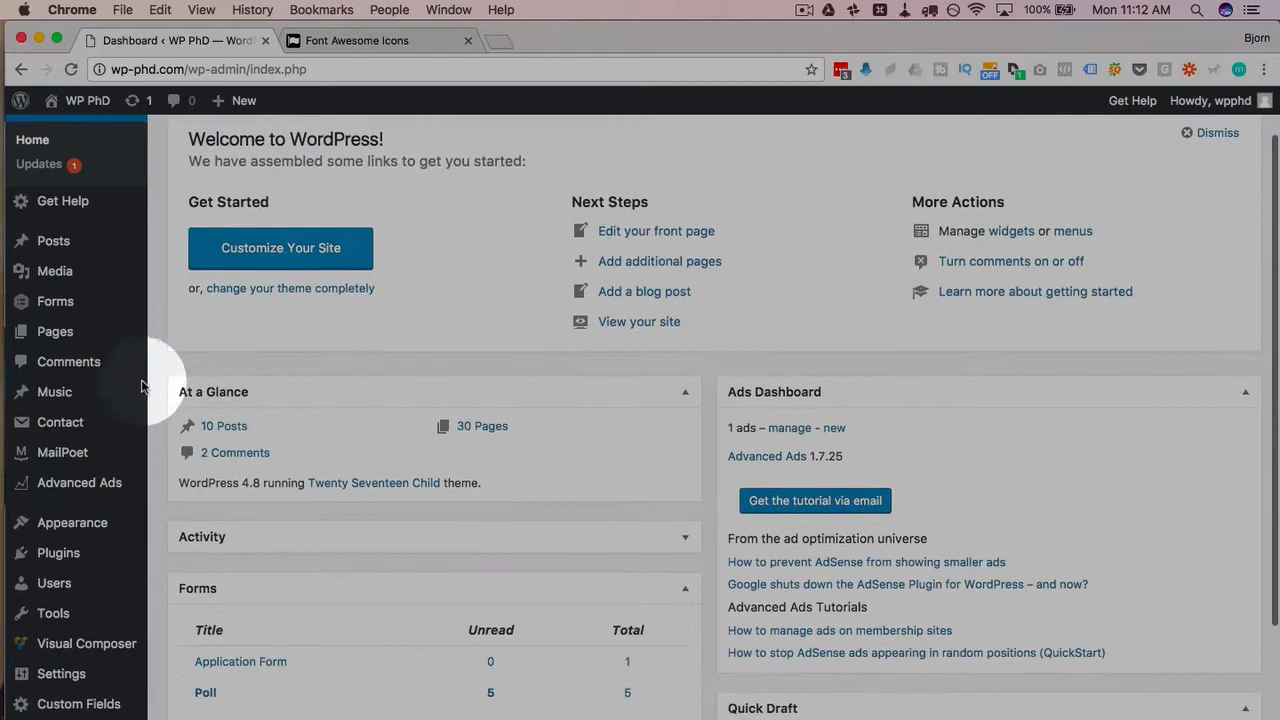 Chrome File Edit View History Bookmarks People Window Help 100% Mon 11:12 AM
Dashboard ‹ WP PhD — Word
Font Awesome Icons
Bjorn
wp-phd.com/wp-admin/index.php
3
OFF
1
WP PhD 1 0 New
Get Help Howdy, wpphd
Home
Updates 1
Get Help
Posts
Media
Forms
Pages
Comments
Music
Contact
MailPoet
Advanced Ads
Appearance
Plugins
Users
Tools
Visual Composer
Settings
Custom Fields
Welcome to WordPress!
We have assembled some links to get you started:
Dismiss
Get Started
Customize Your Site
or, change your theme completely
Next Steps
Edit your front page
Add additional pages
Add a blog post
View your site
More Actions
Manage widgets or menus
Turn comments on or off
Learn more about getting started
At a Glance
10 Posts
30 Pages
2 Comments
WordPress 4.8 running Twenty Seventeen Child theme.
Activity
Forms
Title Unread Total
Application Form 0 1
Poll 5 5
Ads Dashboard
1 ads – manage - new
Advanced Ads 1.7.25
Get the tutorial via email
From the ad optimization universe
How to prevent AdSense from showing smaller ads
Google shuts down the AdSense Plugin for WordPress – and now?
Advanced Ads Tutorials
How to manage ads on membership sites
How to stop AdSense ads appearing in random positions (QuickStart)
Quick Draft